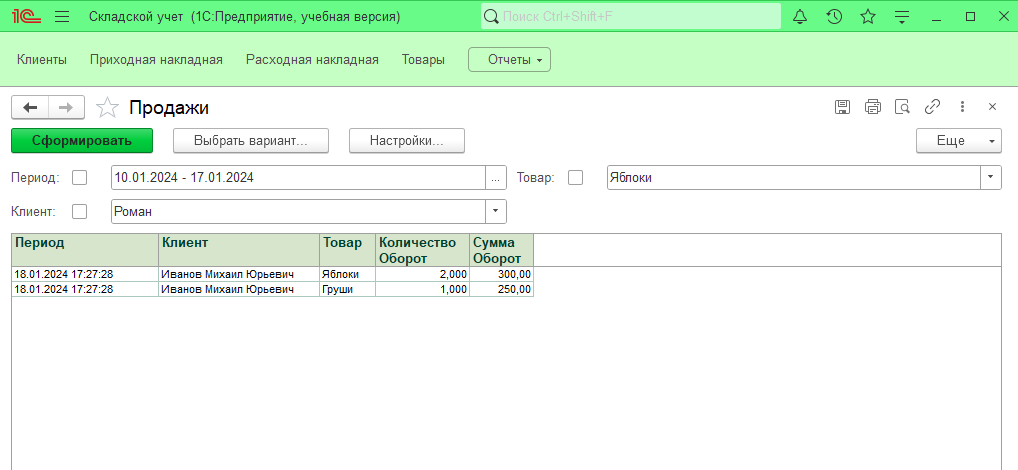 1С Складской учет (1С:Предприятие, учебная версия) Поиск Ctrl+Shift+F
Клиенты Приходная накладная Расходная накладная Товары Отчеты
Продажи
Сформировать Выбрать вариант... Настройки... Еще
Период: 10.01.2024 - 17.01.2024 ... Товар: Яблоки
Клиент: Роман
Период Клиент Товар Количество Оборот Сумма Оборот
18.01.2024 17:27:28 Иванов Михаил Юрьевич Яблоки 2,000 300,00
18.01.2024 17:27:28 Иванов Михаил Юрьевич Груши 1,000 250,00